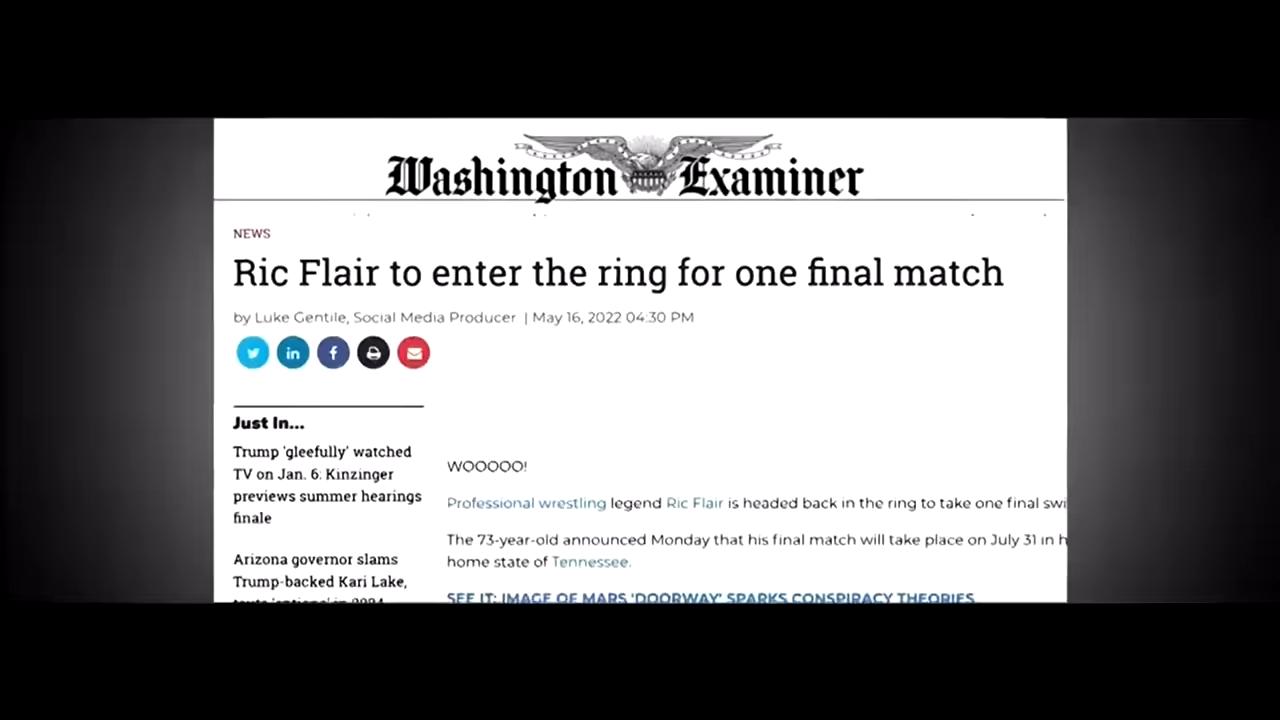 Washington Examiner
NEWS
Ric Flair to enter the ring for one final match
by Luke Gentile, Social Media Producer | May 16, 2022 04:30 PM
Just In...
Trump 'gleefully' watched
TV on Jan. 6: Kinzinger
previews summer hearings
finale
Arizona governor slams
Trump-backed Kari Lake,
WOOOOO!
Professional wrestling legend Ric Flair is headed back in the ring to take one final
The 73-year-old announced Monday that his final match will take place on July 31 in
home state of Tennessee.
SEE IT: IMAGE OF MARS 'DOORWAY' SPARKS CONSPIRACY THEORIES